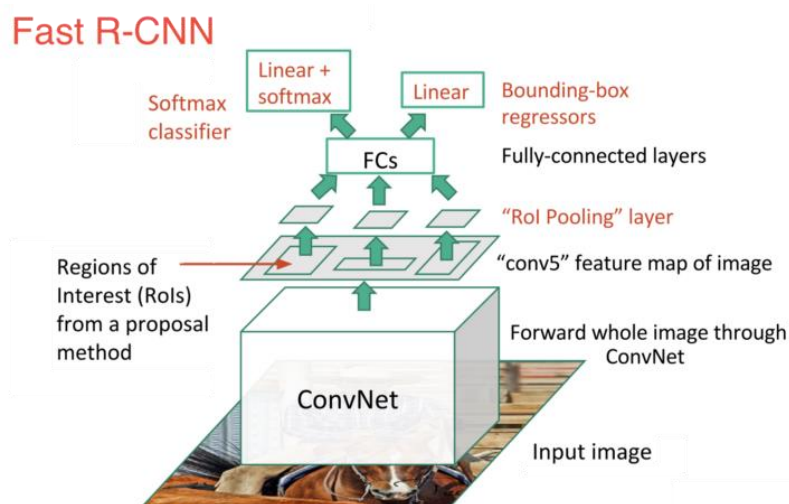 Fast R-CNN
Linear +
softmax
Softmax
classifier
Linear
Bounding-box
regressors
FCs
Fully-connected layers
“RoI Pooling” layer
Regions of
Interest (RoIs)
from a proposal
method
“conv5” feature map of image
Forward whole image through
ConvNet
ConvNet
Input image